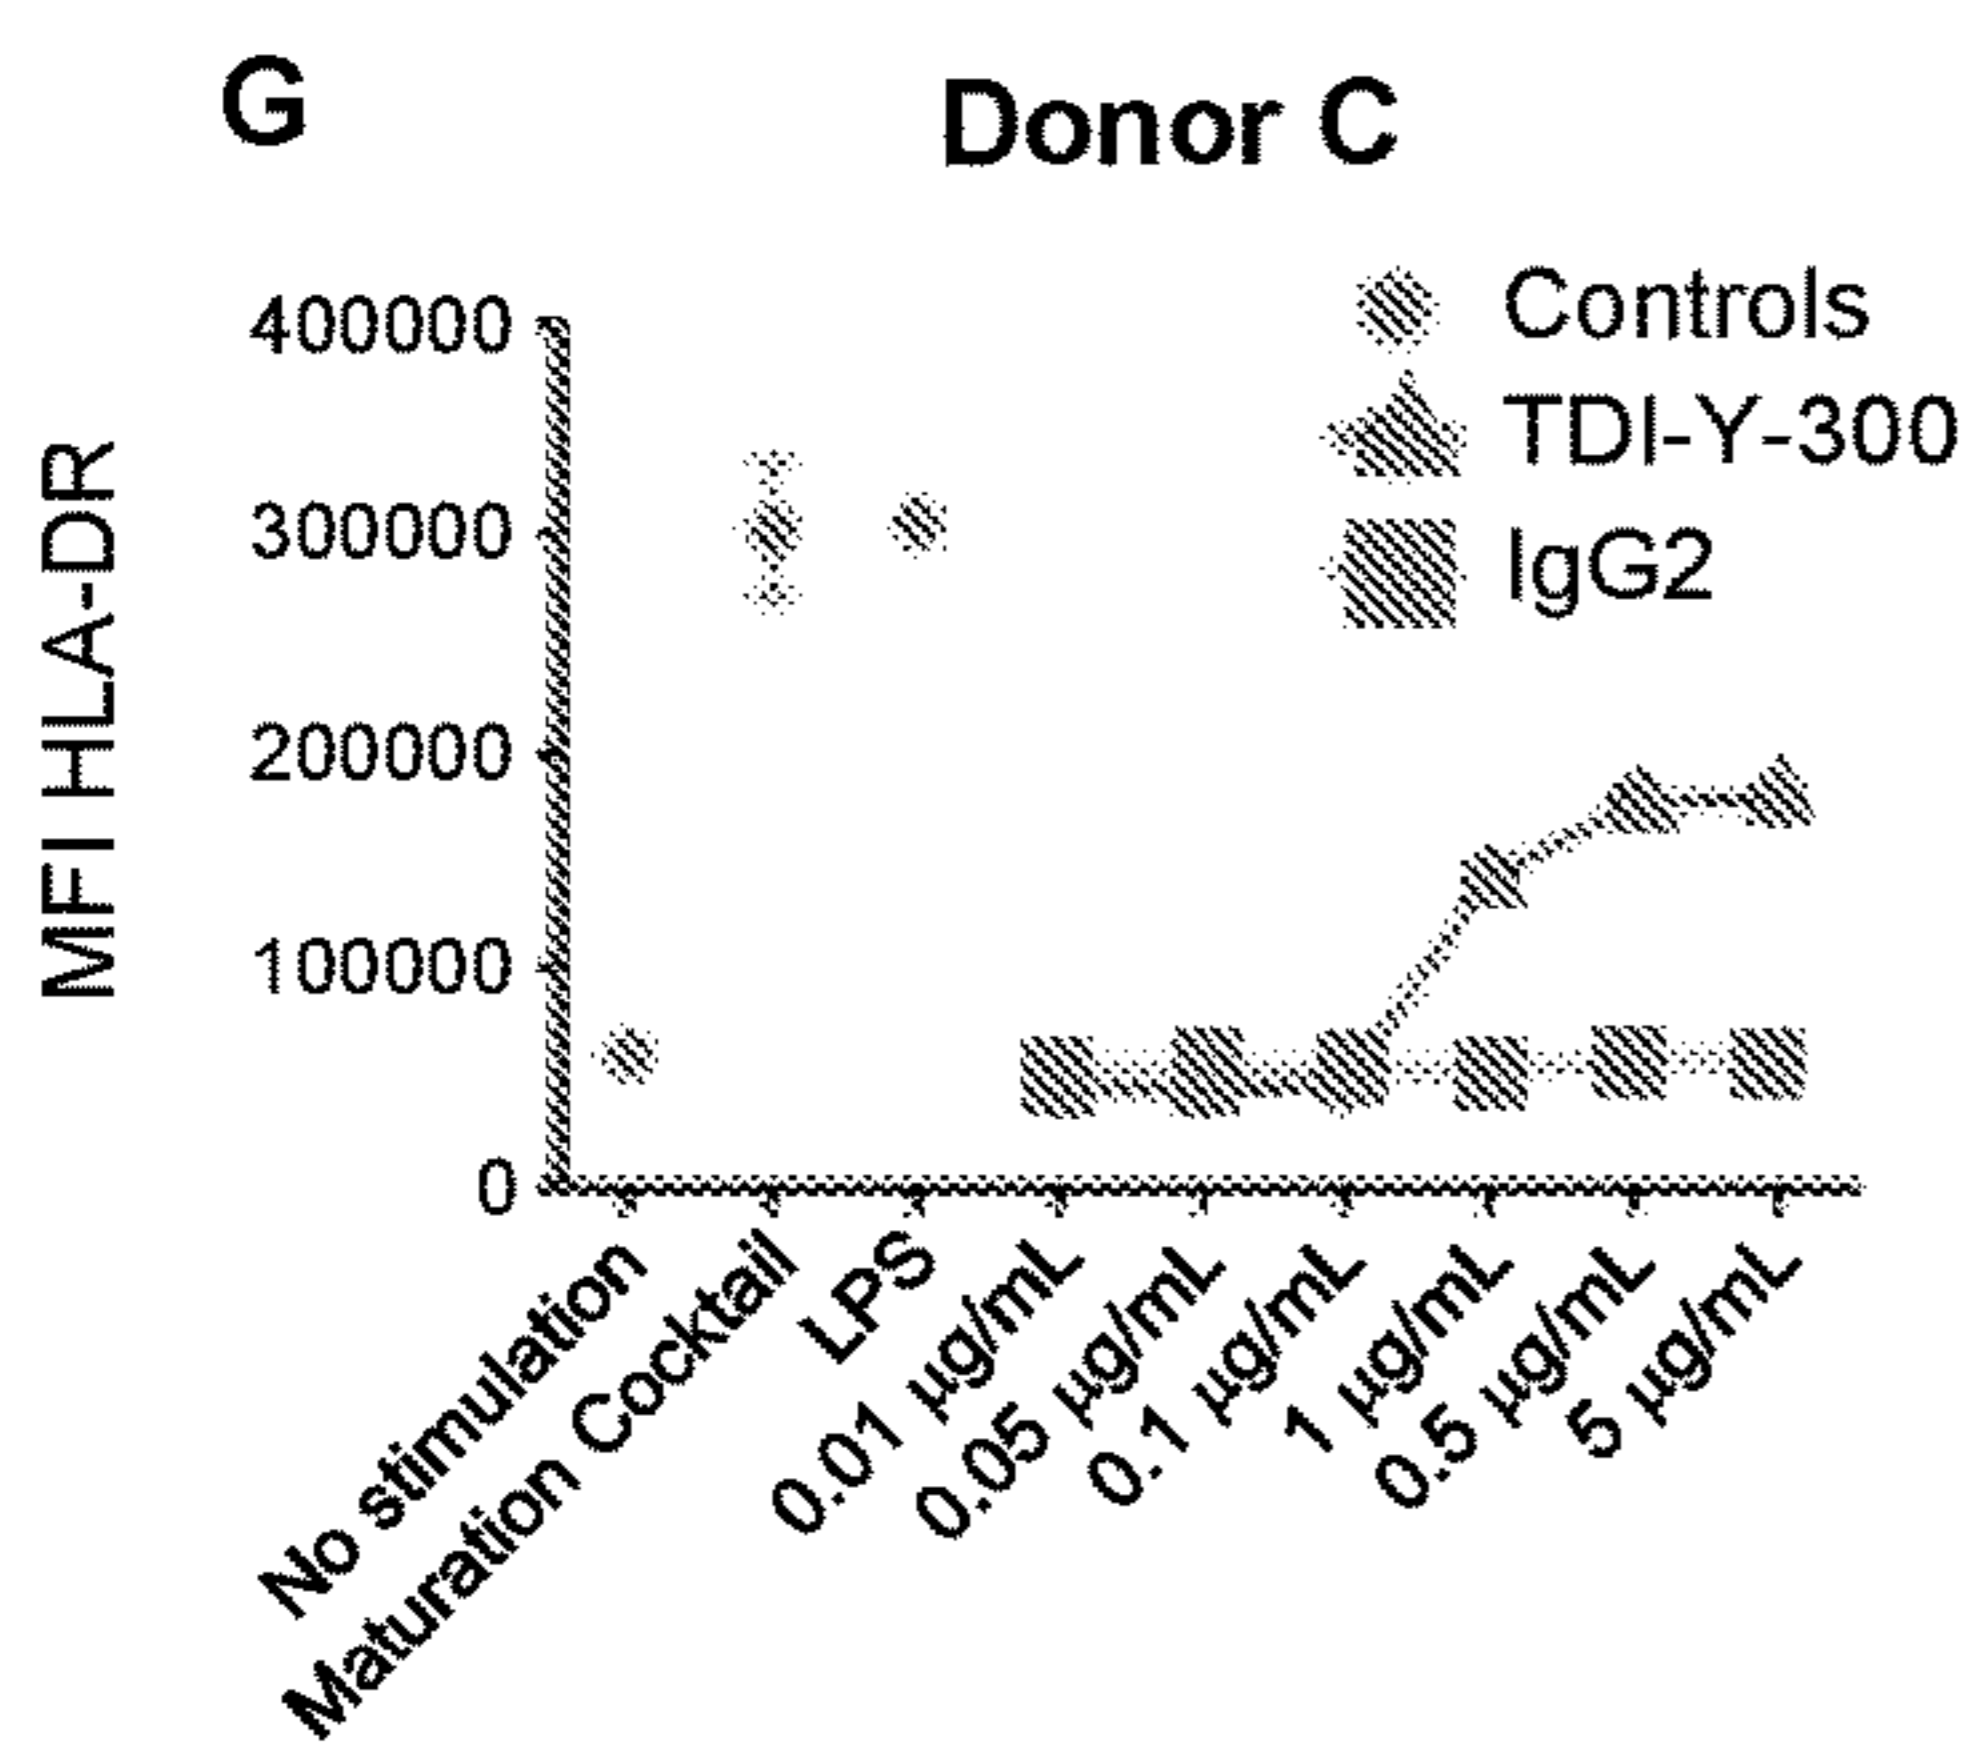 G
Donor C
Controls
TDI-Y-300
IgG2
MFI HLA-DR
400000
300000
200000
100000
0
No stimulation
Maturation Cocktail
LPS
0.01 µg/mL
0.05 µg/mL
0.1 µg/mL
1 µg/mL
0.5 µg/mL
5 µg/mL